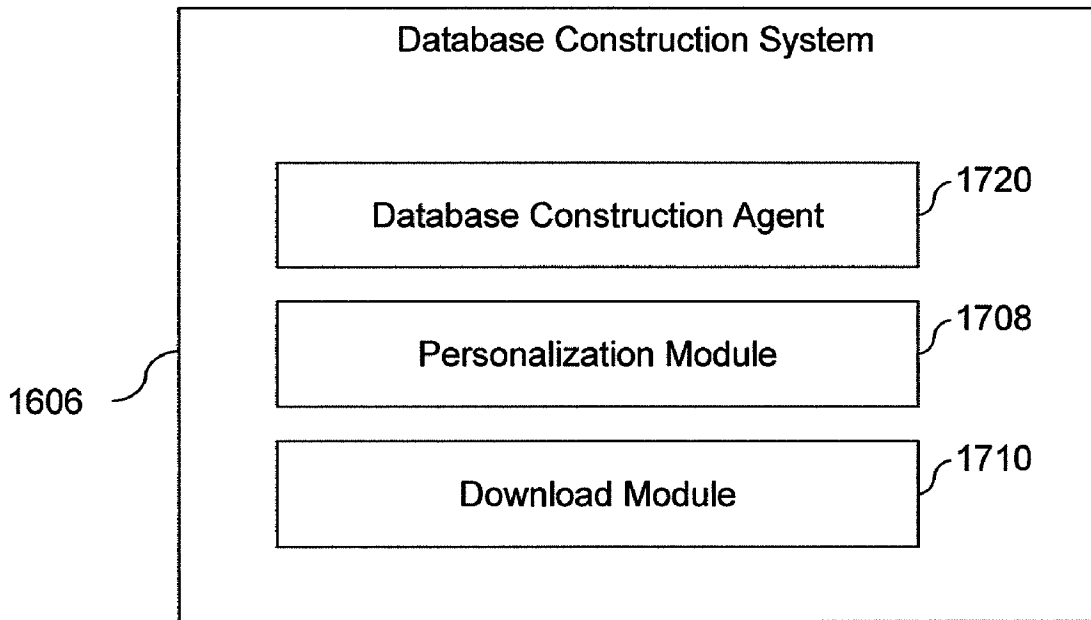 Database Construction System
Database Construction Agent
1720
Personalization Module
1708
1606
Download Module
1710